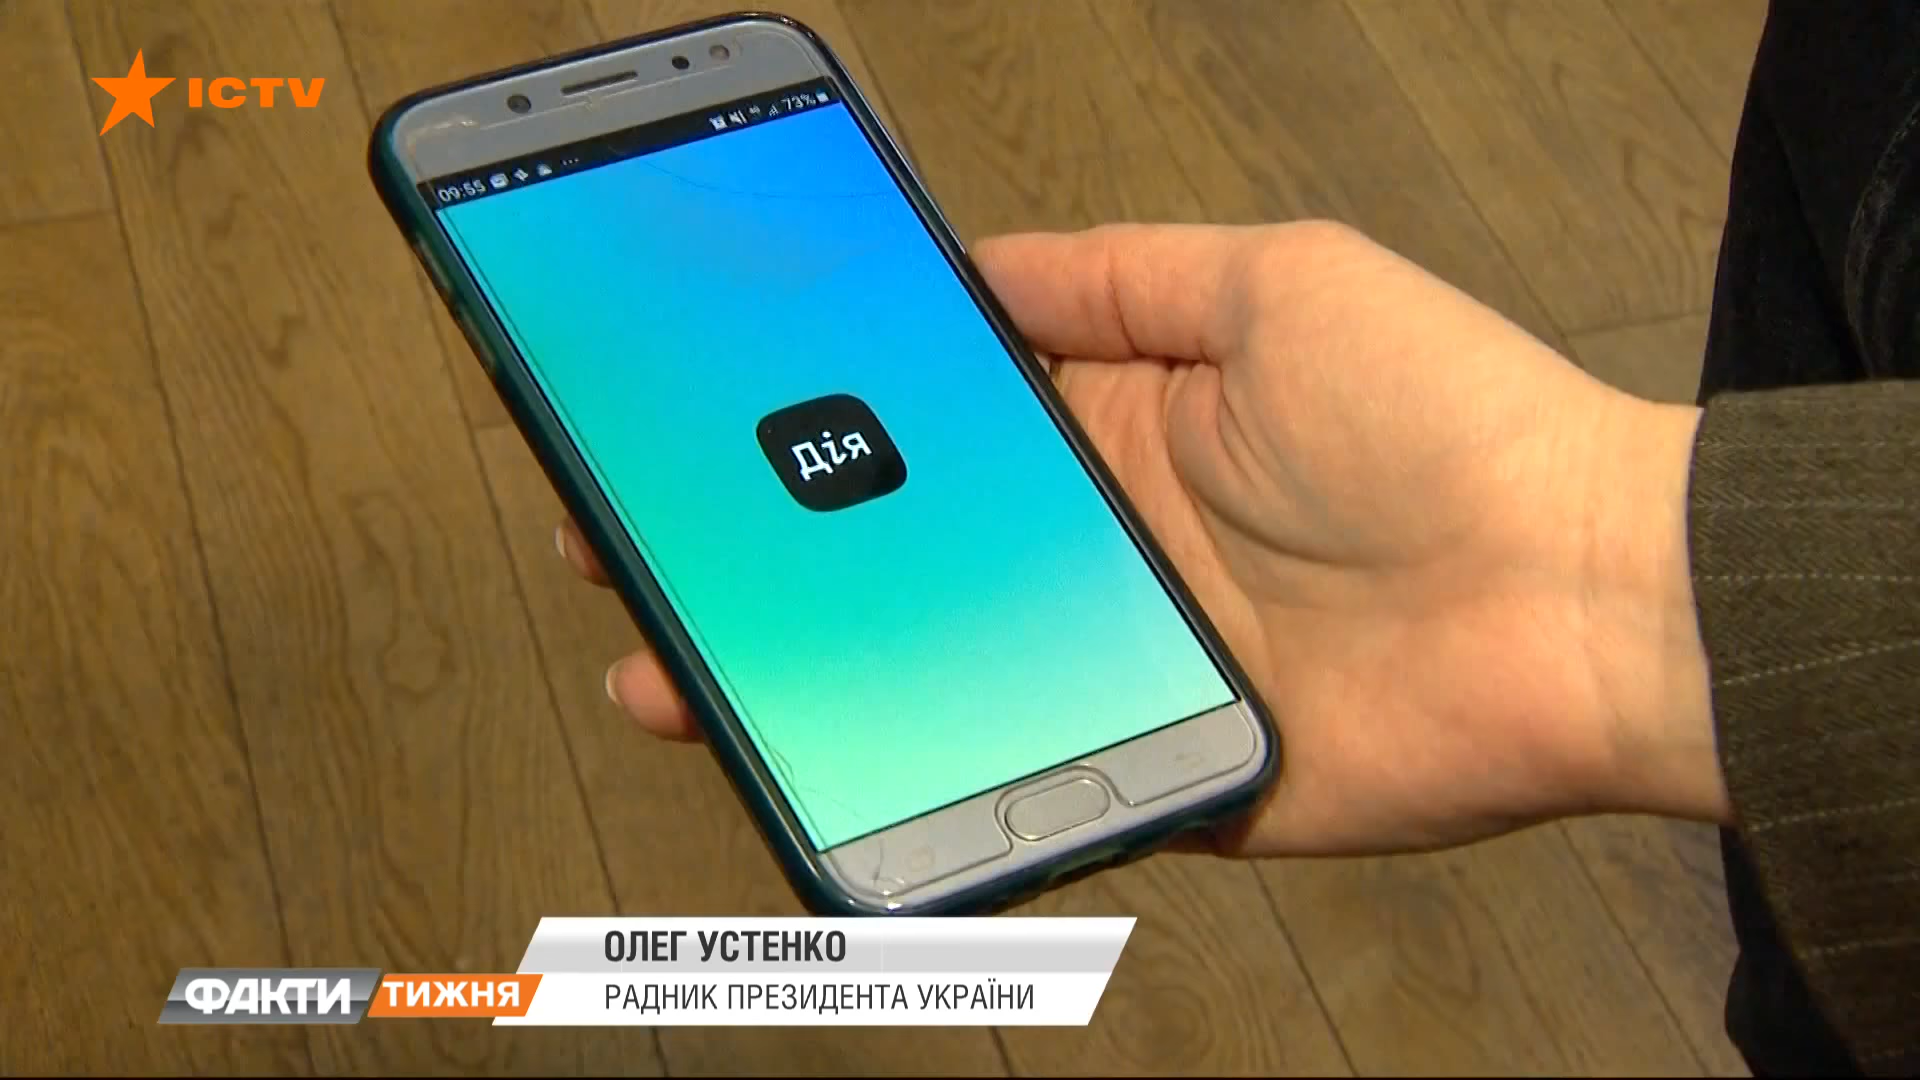 ICTV
09:55
73%
Дія
ОЛЕГ УСТЕНКО
ФАКТИ ТИЖНЯ
РАДНИК ПРЕЗИДЕНТА УКРАЇНИ